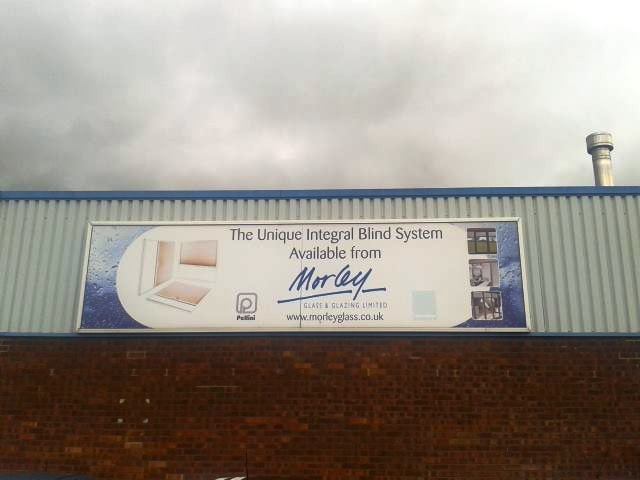 The Unique Integral Blind System
Available from
Morley
GLASS & GLAZING LIMITED
www.morleyglass.co.uk
Pellini